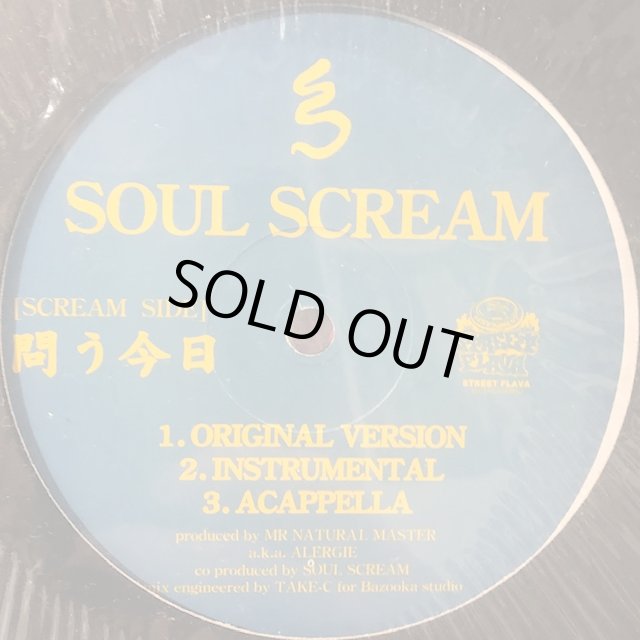 SOUL SCREAM
[SCREAM SIDE]
問う今日
SOLD OUT
STREET FLAVA
1. ORIGINAL VERSION
2. INSTRUMENTAL
3. ACAPPELLA
produced by MR NATURAL MASTER
a.k.a. ALERGIE
co produced by SOUL SCREAM
engineered by TAKE-C for Bazooka studio